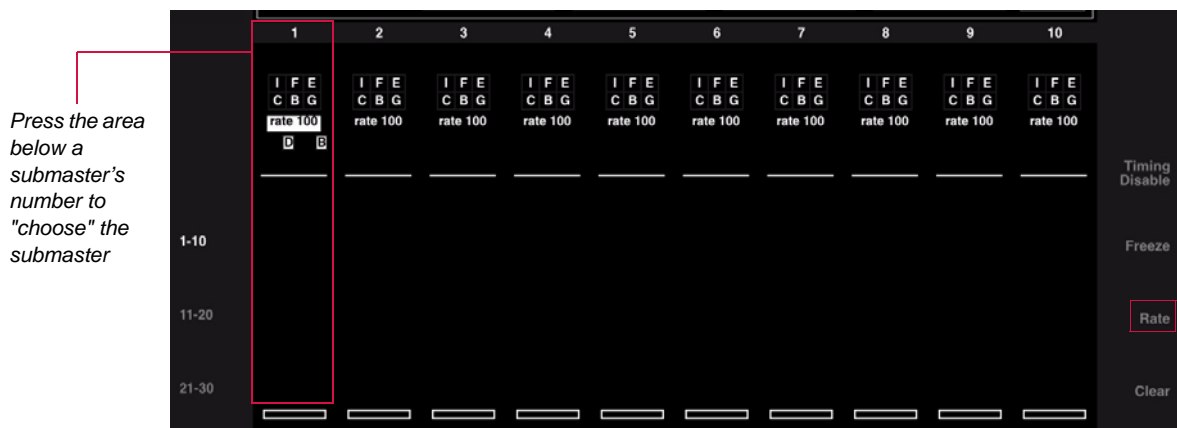 1 2 3 4 5 6 7 8 9 10
I F E I F E I F E I F E I F E I F E I F E I F E I F E I F E
C B G C B G C B G C B G C B G C B G C B G C B G C B G C B G
rate 100 rate 100 rate 100 rate 100 rate 100 rate 100 rate 100 rate 100 rate 100 rate 100
D B
Press the area
below a
submaster's
number to
"choose" the
submaster
Timing
Disable
1-10
Freeze
11-20
Rate
21-30
Clear